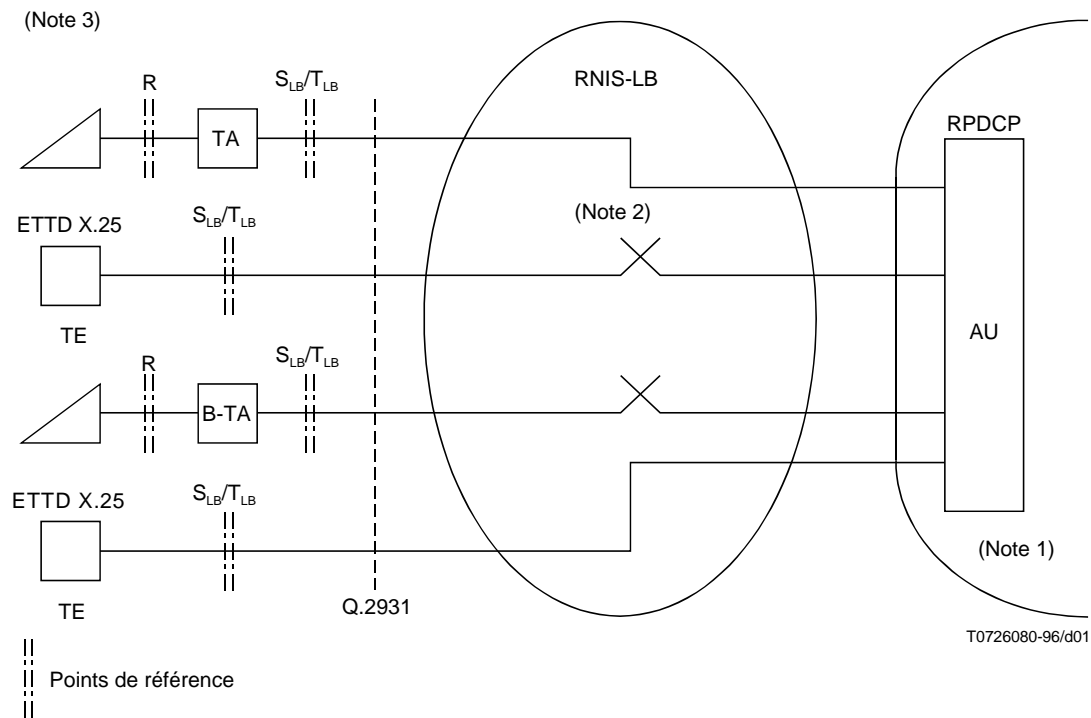 (Note 3)
R
S_LB/T_LB
RNIS-LB
TA
RPDCP
ETTD X.25
S_LB/T_LB
(Note 2)
TE
AU
R
S_LB/T_LB
B-TA
ETTD X.25
S_LB/T_LB
(Note 1)
TE
Q.2931
T0726080-96/d01
Points de référence